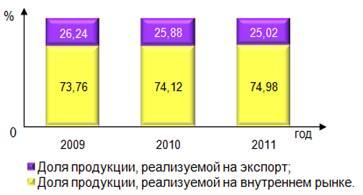 %
26,24 25,88 25,02
73,76 74,12 74,98
0
год
2009 2010 2011
Доля продукции, реализуемой на экспорт;
Доля продукции, реализуемой на внутреннем рынке.